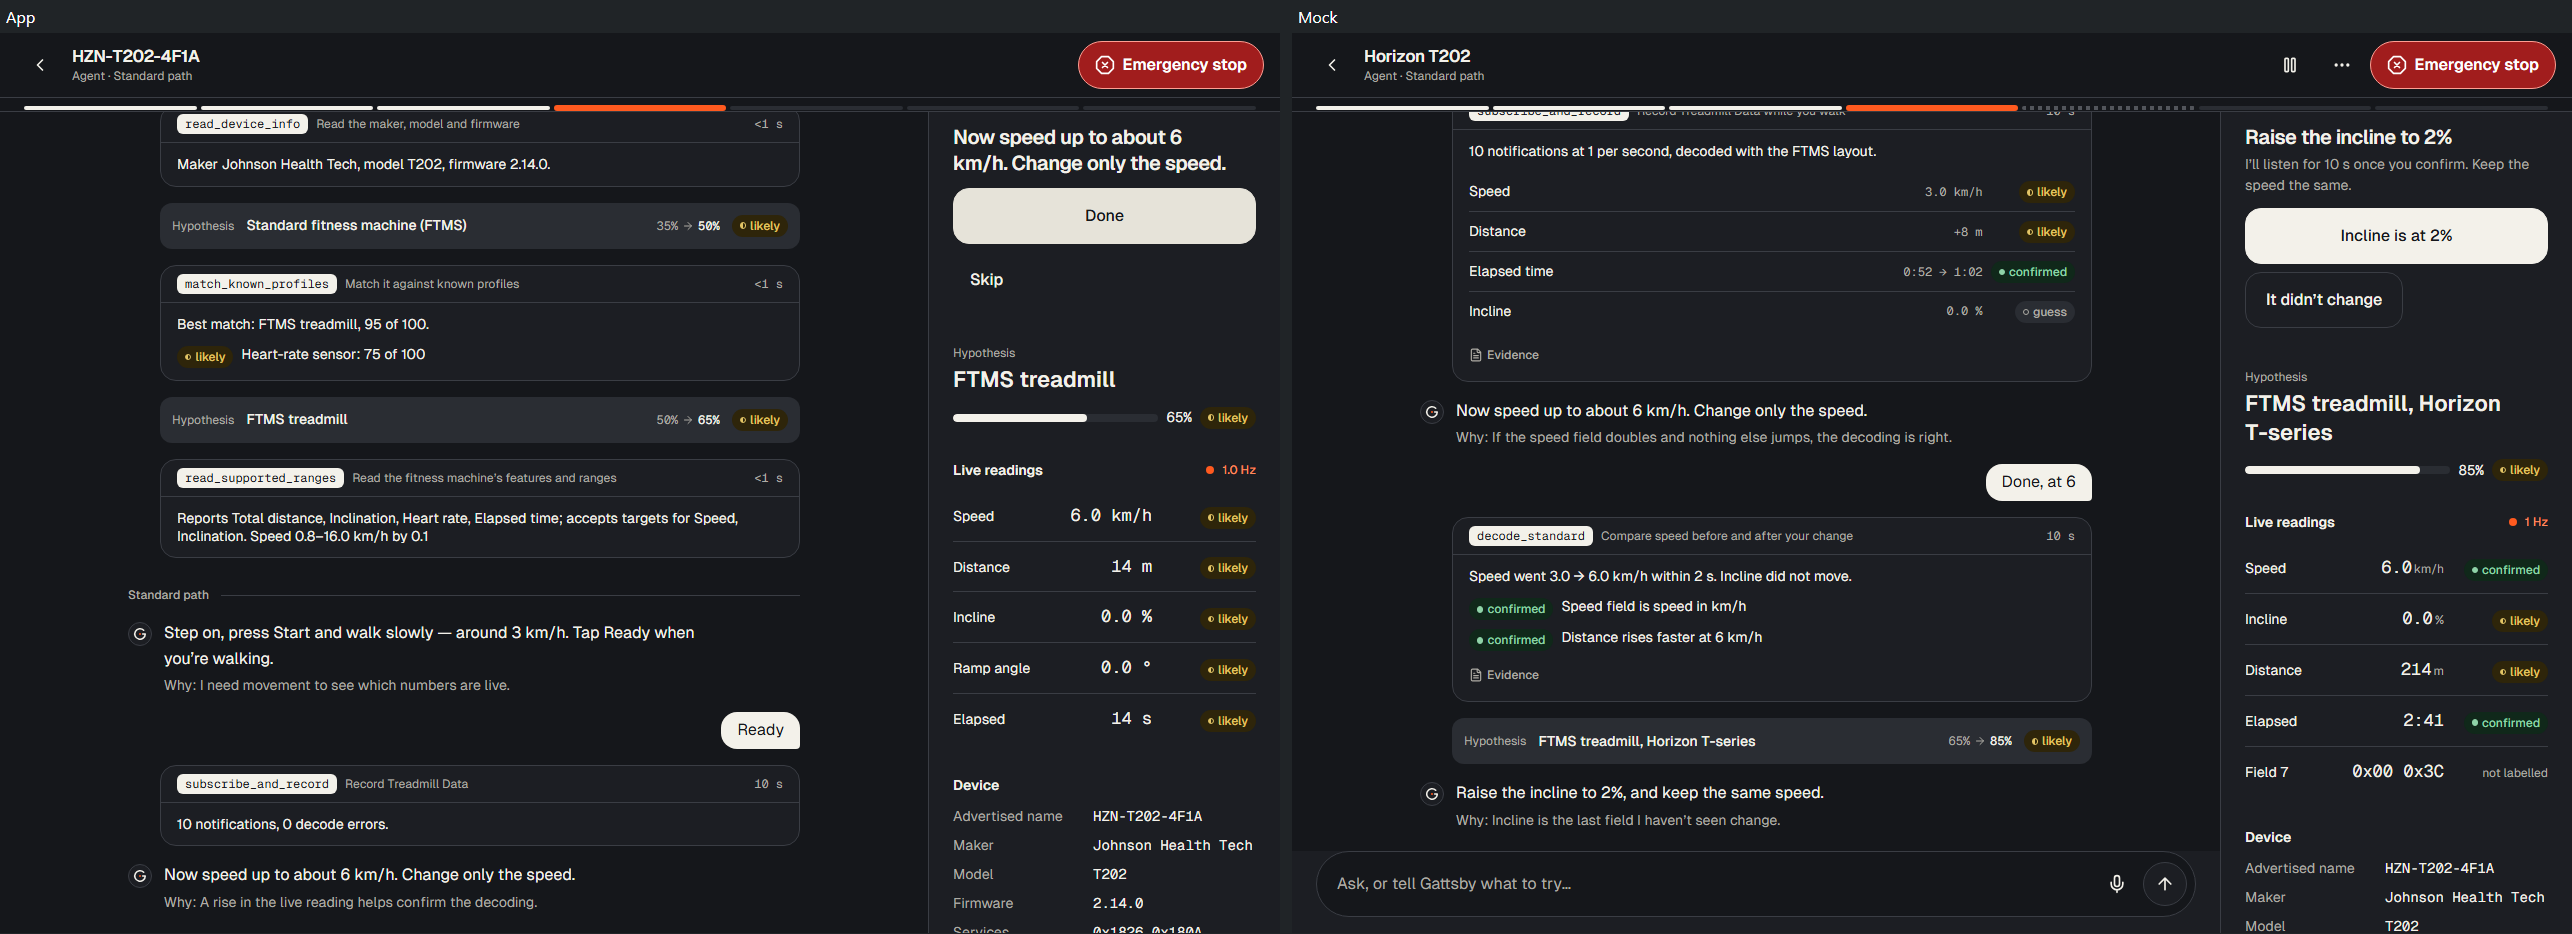 App
HZN-T202-4F1A
Agent · Standard path
Emergency stop
read_device_info Read the maker, model and firmware <1 s
Maker Johnson Health Tech, model T202, firmware 2.14.0.
Hypothesis Standard fitness machine (FTMS) 35% → 50% likely
match_known_profiles Match it against known profiles <1 s
Best match: FTMS treadmill, 95 of 100.
likely Heart-rate sensor: 75 of 100
Hypothesis FTMS treadmill 50% → 65% likely
read_supported_ranges Read the fitness machine's features and ranges <1 s
Reports Total distance, Inclination, Heart rate, Elapsed time; accepts targets for Speed,
Inclination. Speed 0.8–16.0 km/h by 0.1
Standard path
Step on, press Start and walk slowly — around 3 km/h. Tap Ready when
you're walking.
Why: I need movement to see which numbers are live.
Ready
subscribe_and_record Record Treadmill Data 10 s
10 notifications, 0 decode errors.
Now speed up to about 6 km/h. Change only the speed.
Why: A rise in the live reading helps confirm the decoding.
Now speed up to about 6
km/h. Change only the speed.
Done
Skip
Hypothesis
FTMS treadmill
65% likely
Live readings 1.0 Hz
Speed 6.0 km/h likely
Distance 14 m likely
Incline 0.0 % likely
Ramp angle 0.0 ° likely
Elapsed 14 s likely
Device
Advertised name HZN-T202-4F1A
Maker Johnson Health Tech
Model T202
Firmware 2.14.0
Services 0x1826 0x180A
Mock
Horizon T202
Agent · Standard path
Emergency stop
subscribe_and_record Record Treadmill Data while you walk 10 s
10 notifications at 1 per second, decoded with the FTMS layout.
Speed 3.0 km/h likely
Distance +8 m likely
Elapsed time 0:52 → 1:02 confirmed
Incline 0.0 % guess
Evidence
Now speed up to about 6 km/h. Change only the speed.
Why: If the speed field doubles and nothing else jumps, the decoding is right.
Done, at 6
decode_standard Compare speed before and after your change 10 s
Speed went 3.0 → 6.0 km/h within 2 s. Incline did not move.
confirmed Speed field is speed in km/h
confirmed Distance rises faster at 6 km/h
Evidence
Hypothesis FTMS treadmill, Horizon T-series 65% → 85% likely
Raise the incline to 2%, and keep the same speed.
Why: Incline is the last field I haven't seen change.
Ask, or tell Gattsby what to try…
Raise the incline to 2%
I'll listen for 10 s once you confirm. Keep the
speed the same.
Incline is at 2%
It didn't change
Hypothesis
FTMS treadmill, Horizon
T-series
85% likely
Live readings 1 Hz
Speed 6.0 km/h confirmed
Incline 0.0 % likely
Distance 214 m likely
Elapsed 2:41 confirmed
Field 7 0x00 0x3C not labelled
Device
Advertised name HZN-T202-4F1A
Maker Johnson Health Tech
Model T202